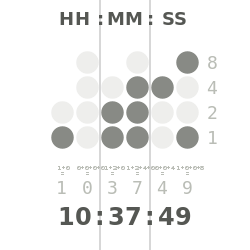 HH : MM : SS
8
4
2
1
= = = = = =
1 0 3 7 4 9
10:37:49